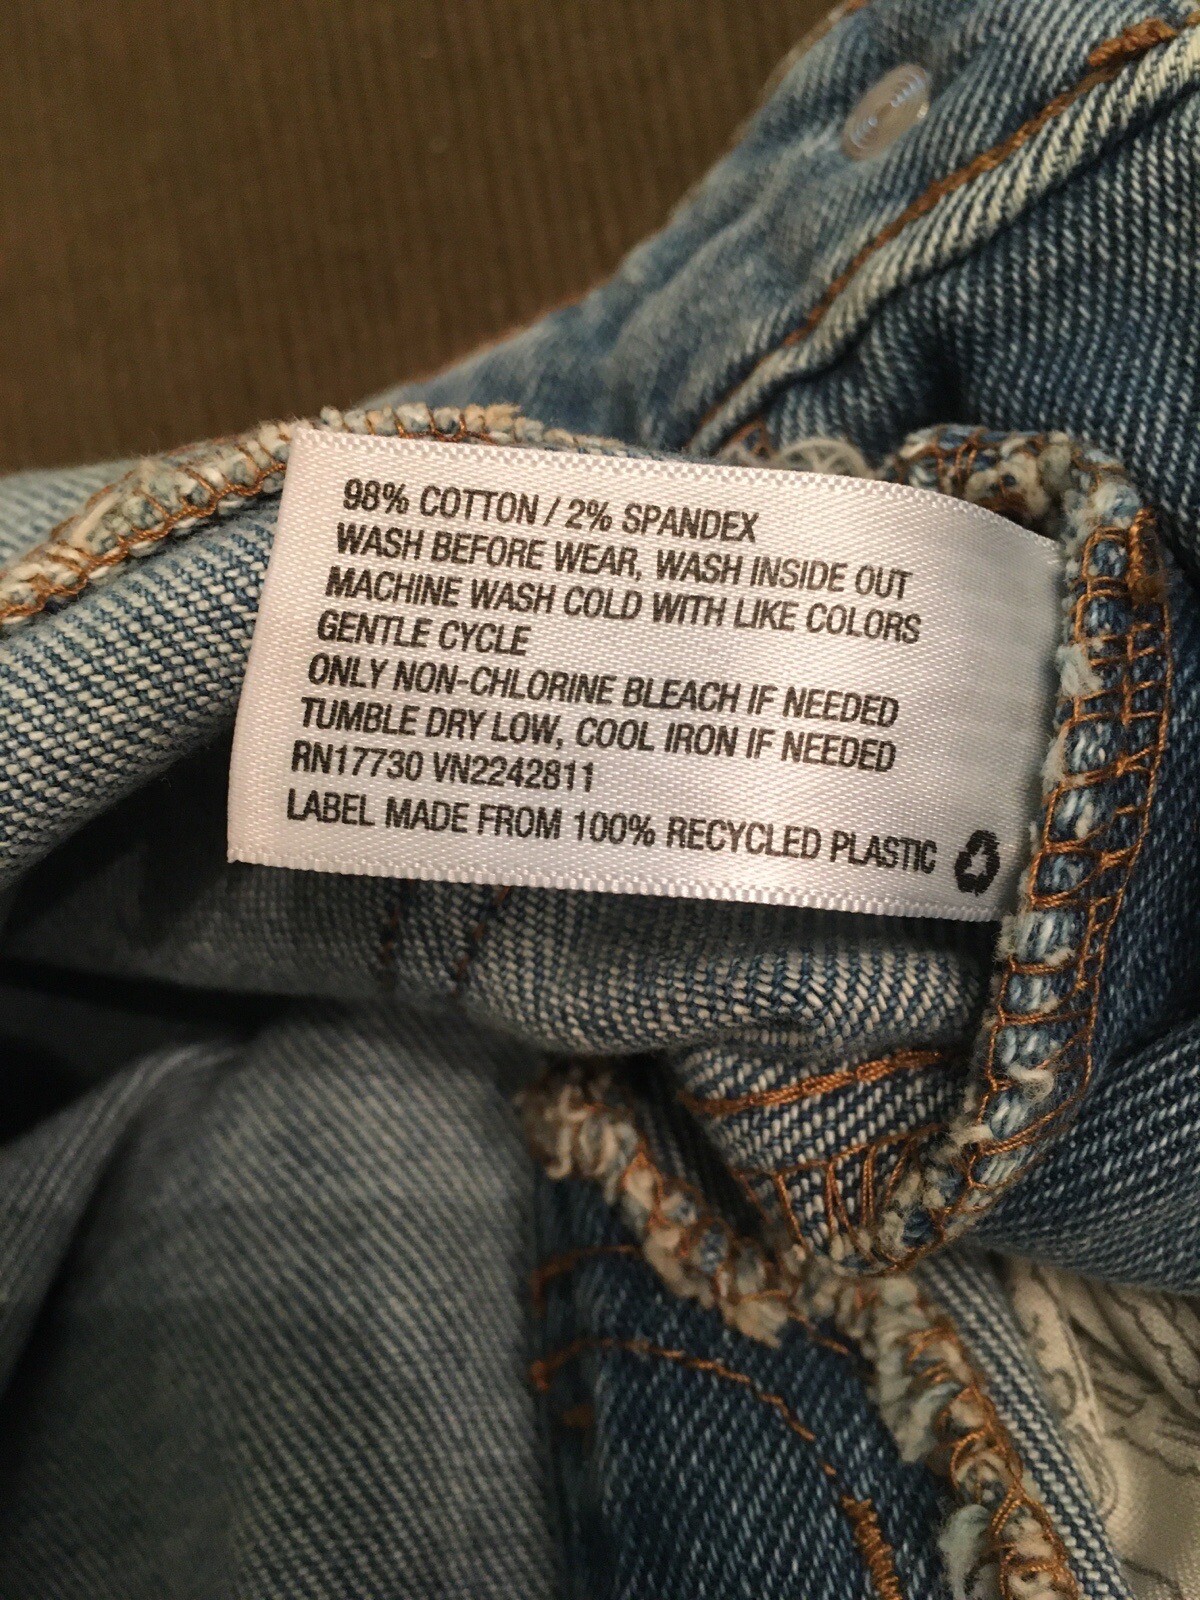 98% COTTON / 2% SPANDEX
WASH BEFORE WEAR, WASH INSIDE OUT
MACHINE WASH COLD WITH LIKE COLORS
GENTLE CYCLE
ONLY NON-CHLORINE BLEACH IF NEEDED
TUMBLE DRY LOW, COOL IRON IF NEEDED
RN17730 VN2242811
LABEL MADE FROM 100% RECYCLED PLASTIC